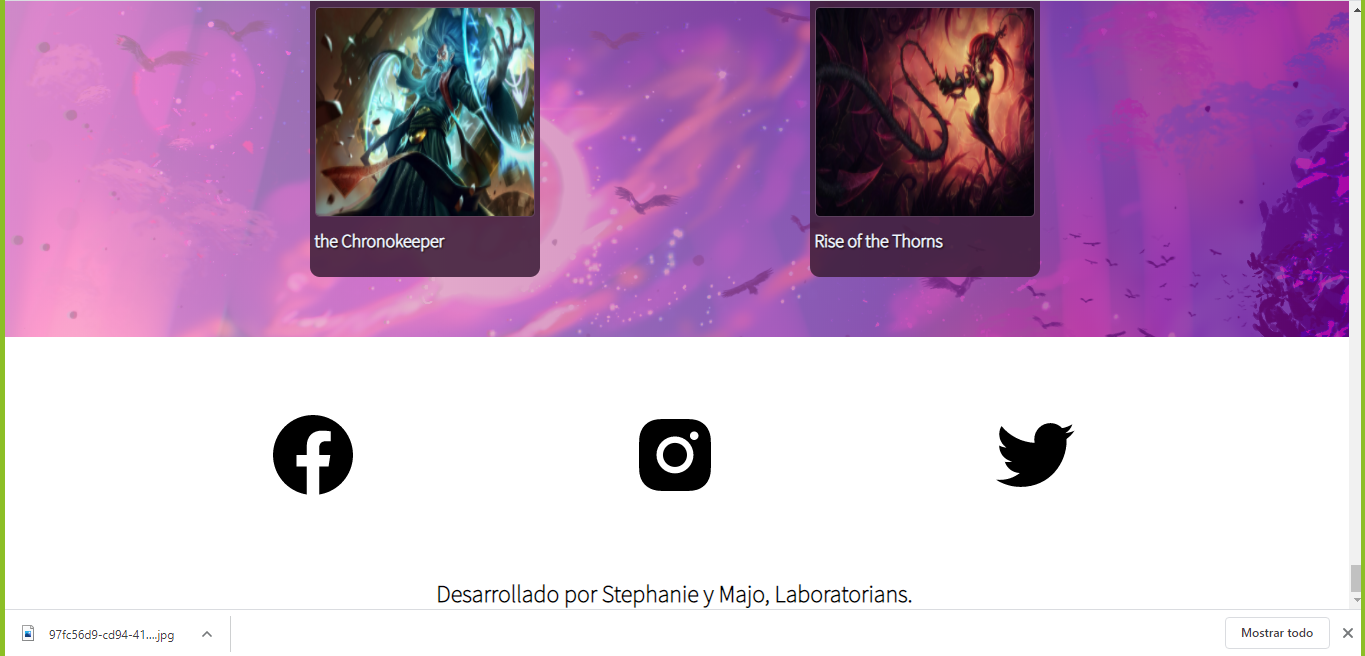 the Chronokeeper
Rise of the Thorns
Desarrollado por Stephanie y Majo, Laboratorians.
97fc56d9-cd94-41....jpg
Mostrar todo